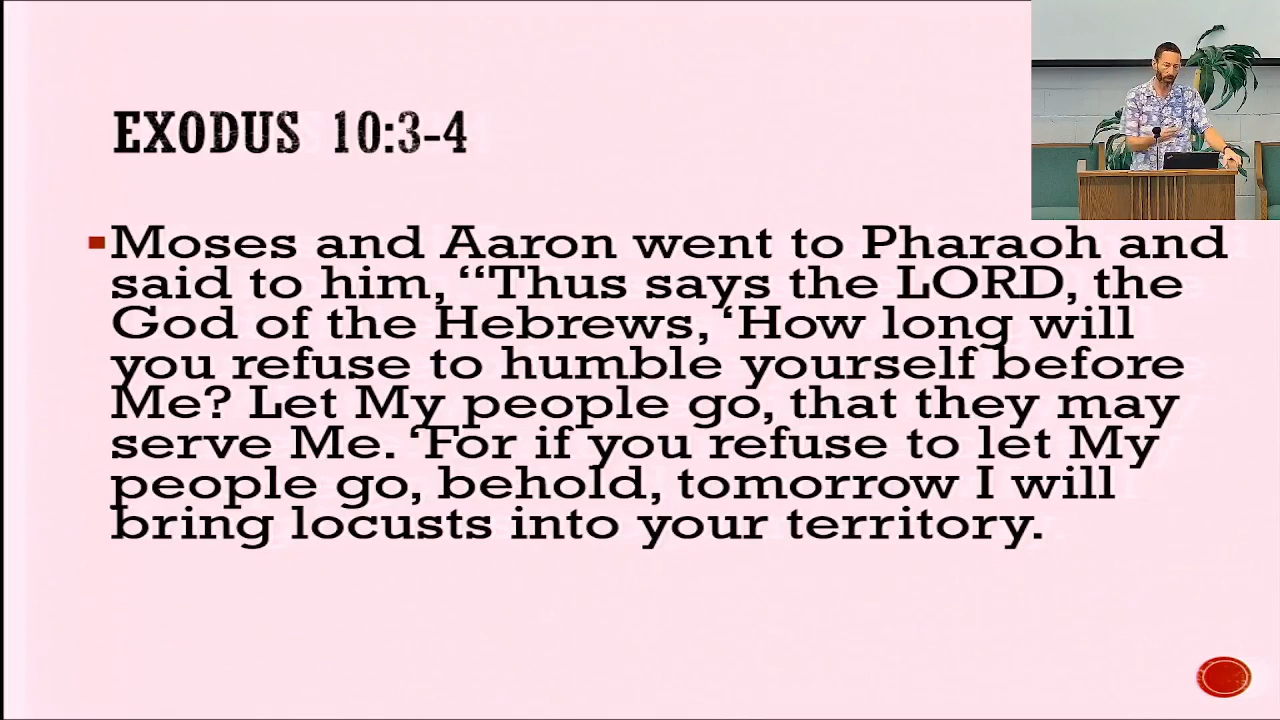 EXODUS 10:3-4
Moses and Aaron went to Pharaoh and
said to him, “Thus says the LORD, the
God of the Hebrews, ‘How long will
you refuse to humble yourself before
Me? Let My people go, that they may
serve Me. ‘For if you refuse to let My
people go, behold, tomorrow I will
bring locusts into your territory.